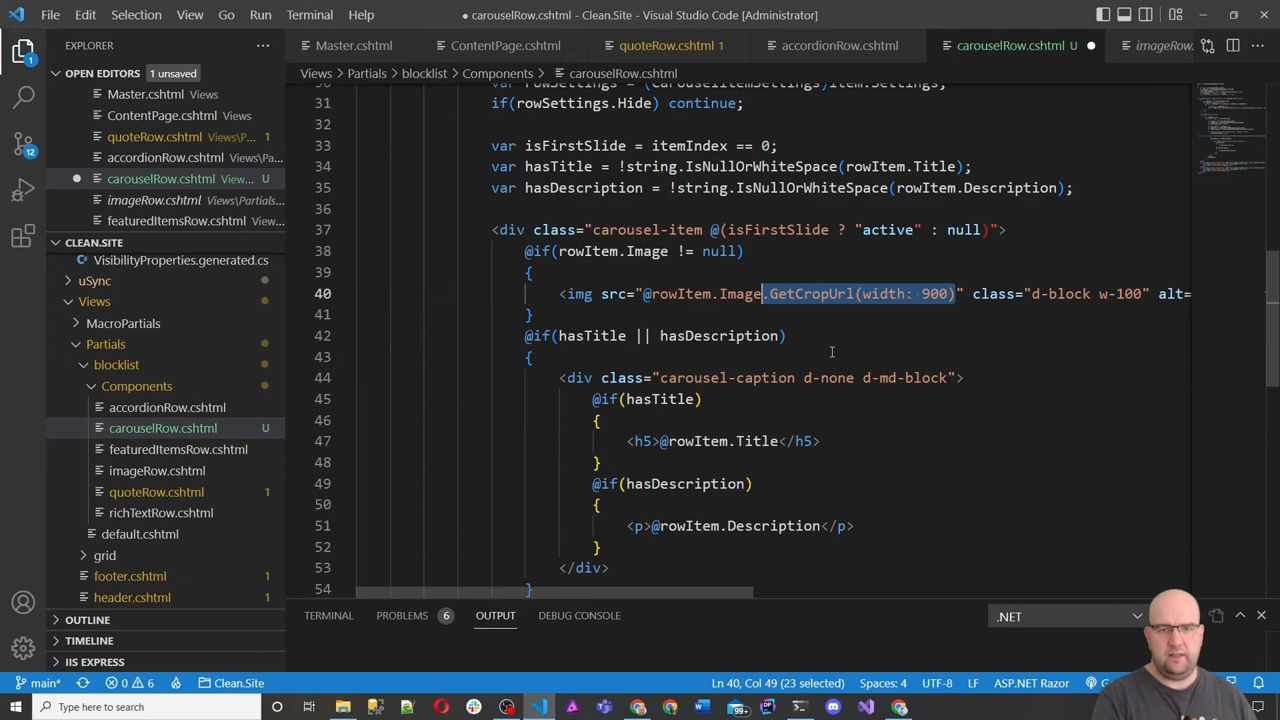 File Edit Selection View Go Run Terminal Help
● carouselRow.cshtml - Clean.Site - Visual Studio Code [Administrator]
EXPLORER
OPEN EDITORS 1 unsaved
Master.cshtml Views
ContentPage.cshtml Views
quoteRow.cshtml Views\P... 1
accordionRow.cshtml Views\Pa...
carouselRow.cshtml View... U
imageRow.cshtml Views\Partials...
featuredItemsRow.cshtml View...
CLEAN.SITE
VisibilityProperties.generated.cs
uSync
Views
MacroPartials
Partials
blocklist
Components
accordionRow.cshtml
carouselRow.cshtml U
featuredItemsRow.cshtml
imageRow.cshtml
quoteRow.cshtml 1
richTextRow.cshtml
default.cshtml
grid
footer.cshtml 1
header.cshtml 1
OUTLINE
TIMELINE
IIS EXPRESS
1
12
Master.cshtml ContentPage.cshtml quoteRow.cshtml 1 accordionRow.cshtml carouselRow.cshtml U ● imageRow.
Views > Partials > blocklist > Components > carouselRow.cshtml
30 var rowSettings = (CarouselItemSettings)item.Settings;
31 if(rowSettings.Hide) continue;
32
33 var isFirstSlide = itemIndex == 0;
34 var hasTitle = !string.IsNullOrWhiteSpace(rowItem.Title);
35 var hasDescription = !string.IsNullOrWhiteSpace(rowItem.Description);
36
37 <div class="carousel-item @(isFirstSlide ? "active" : null)">
38 @if(rowItem.Image != null)
39 {
40 <img src="@rowItem.Image.GetCropUrl(width: 900)" class="d-block w-100" alt=
41 }
42 @if(hasTitle || hasDescription)
43 {
44 <div class="carousel-caption d-none d-md-block">
45 @if(hasTitle)
46 {
47 <h5>@rowItem.Title</h5>
48 }
49 @if(hasDescription)
50 {
51 <p>@rowItem.Description</p>
52 }
53 </div>
54 }
TERMINAL PROBLEMS 6 OUTPUT DEBUG CONSOLE
.NET
main* 0 6 Clean.Site
Ln 40, Col 49 (23 selected) Spaces: 4 UTF-8 LF ASP.NET Razor
Type here to search
99+